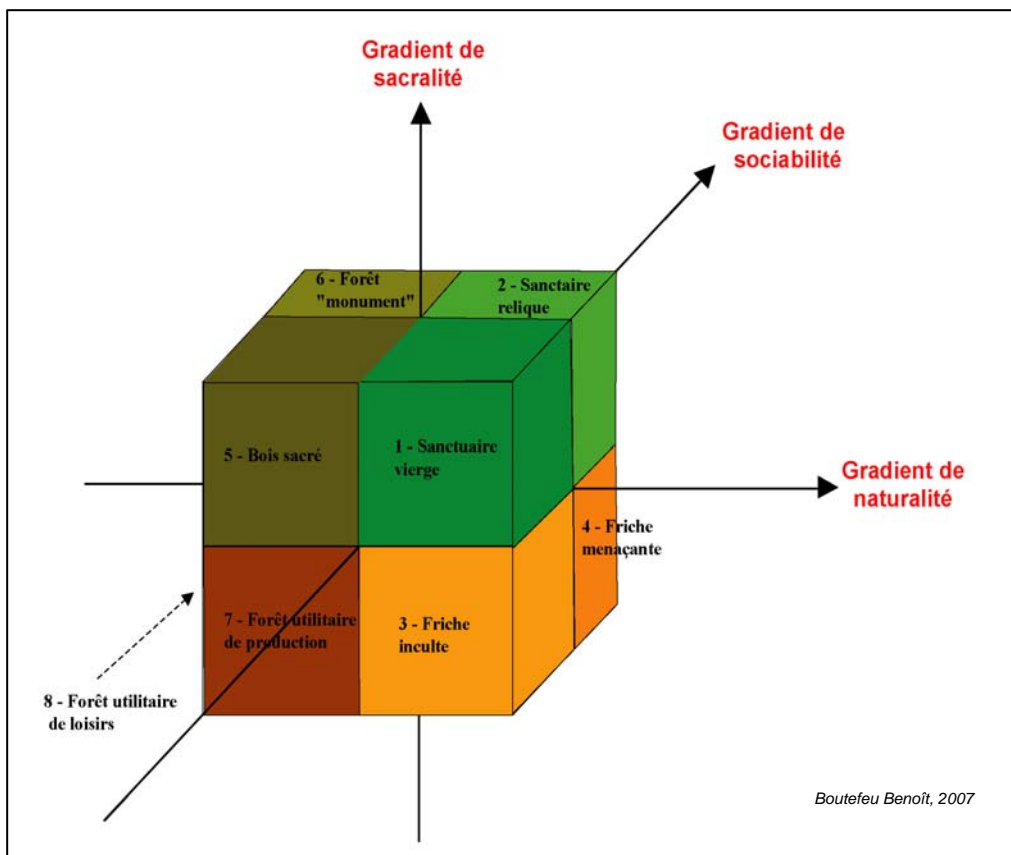 Gradient de
sacralité
Gradient de
sociabilité
6 - Forêt
"monument"
2 - Sanctaire
relique
5 - Bois sacré
1 - Sanctuaire
vierge
Gradient de
naturalité
4 - Friche
menaçante
7 - Forêt utilitaire
de production
3 - Friche
inculte
8 - Forêt utilitaire
de loisirs
Boutefeu Benoît, 2007